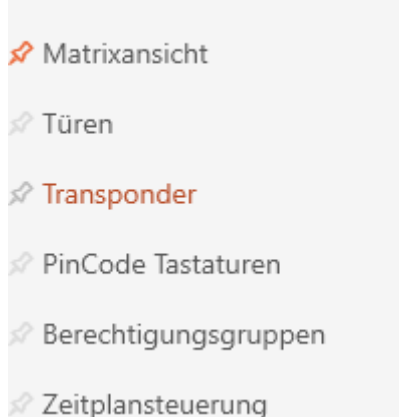 Matrixansicht
Türen
Transponder
PinCode Tastaturen
Berechtigungsgruppen
Zeitplansteuerung